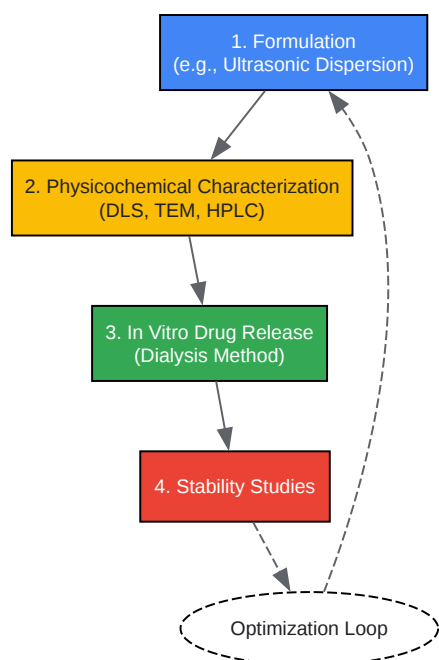 1. Formulation
(e.g., Ultrasonic Dispersion)
2. Physicochemical Characterization
(DLS, TEM, HPLC)
3. In Vitro Drug Release
(Dialysis Method)
4. Stability Studies
Optimization Loop